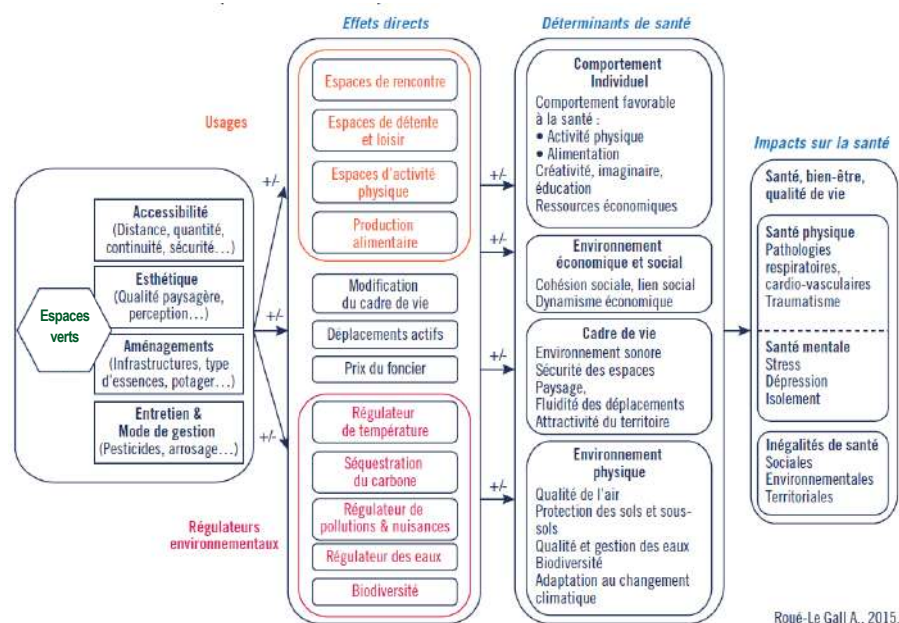 Effets directs
Déterminants de santé
Impacts sur la santé
Usages
Régulateurs
environnementaux
Espaces
verts
Accessibilité
(Distance, quantité,
continuité, sécurité...)
Esthétique
(Qualité paysagère,
perception...)
Aménagements
(Infrastructures, type
d'essences, potager...)
Entretien &
Mode de gestion
(Pesticides, arrosage...)
+/-
+/-
+/-
Espaces de rencontre
Espaces de détente
et loisir
Espaces d'activité
physique
Production
alimentaire
Modification
du cadre de vie
Déplacements actifs
Prix du foncier
Régulateur
de température
Séquestration
du carbone
Régulateur de
pollutions & nuisances
Régulateur des eaux
Biodiversité
+/-
+/-
+/-
+/-
Comportement
Individuel
Comportement favorable
à la santé :
• Activité physique
• Alimentation
Créativité, imaginaire,
éducation
Ressources économiques
Environnement
économique et social
Cohésion sociale, lien social
Dynamisme économique
Cadre de vie
Environnement sonore
Sécurité des espaces
Paysage,
Fluidité des déplacements
Attractivité du territoire
Environnement
physique
Qualité de l'air
Protection des sols et sous-
sols
Qualité et gestion des eaux
Biodiversité
Adaptation au changement
climatique
Santé, bien-être,
qualité de vie
Santé physique
Pathologies
respiratoires,
cardio-vasculaires
Traumatisme
Santé mentale
Stress
Dépression
Isolement
Inégalités de santé
Sociales
Environnementales
Territoriales
Roué-Le Gall A., 2015.